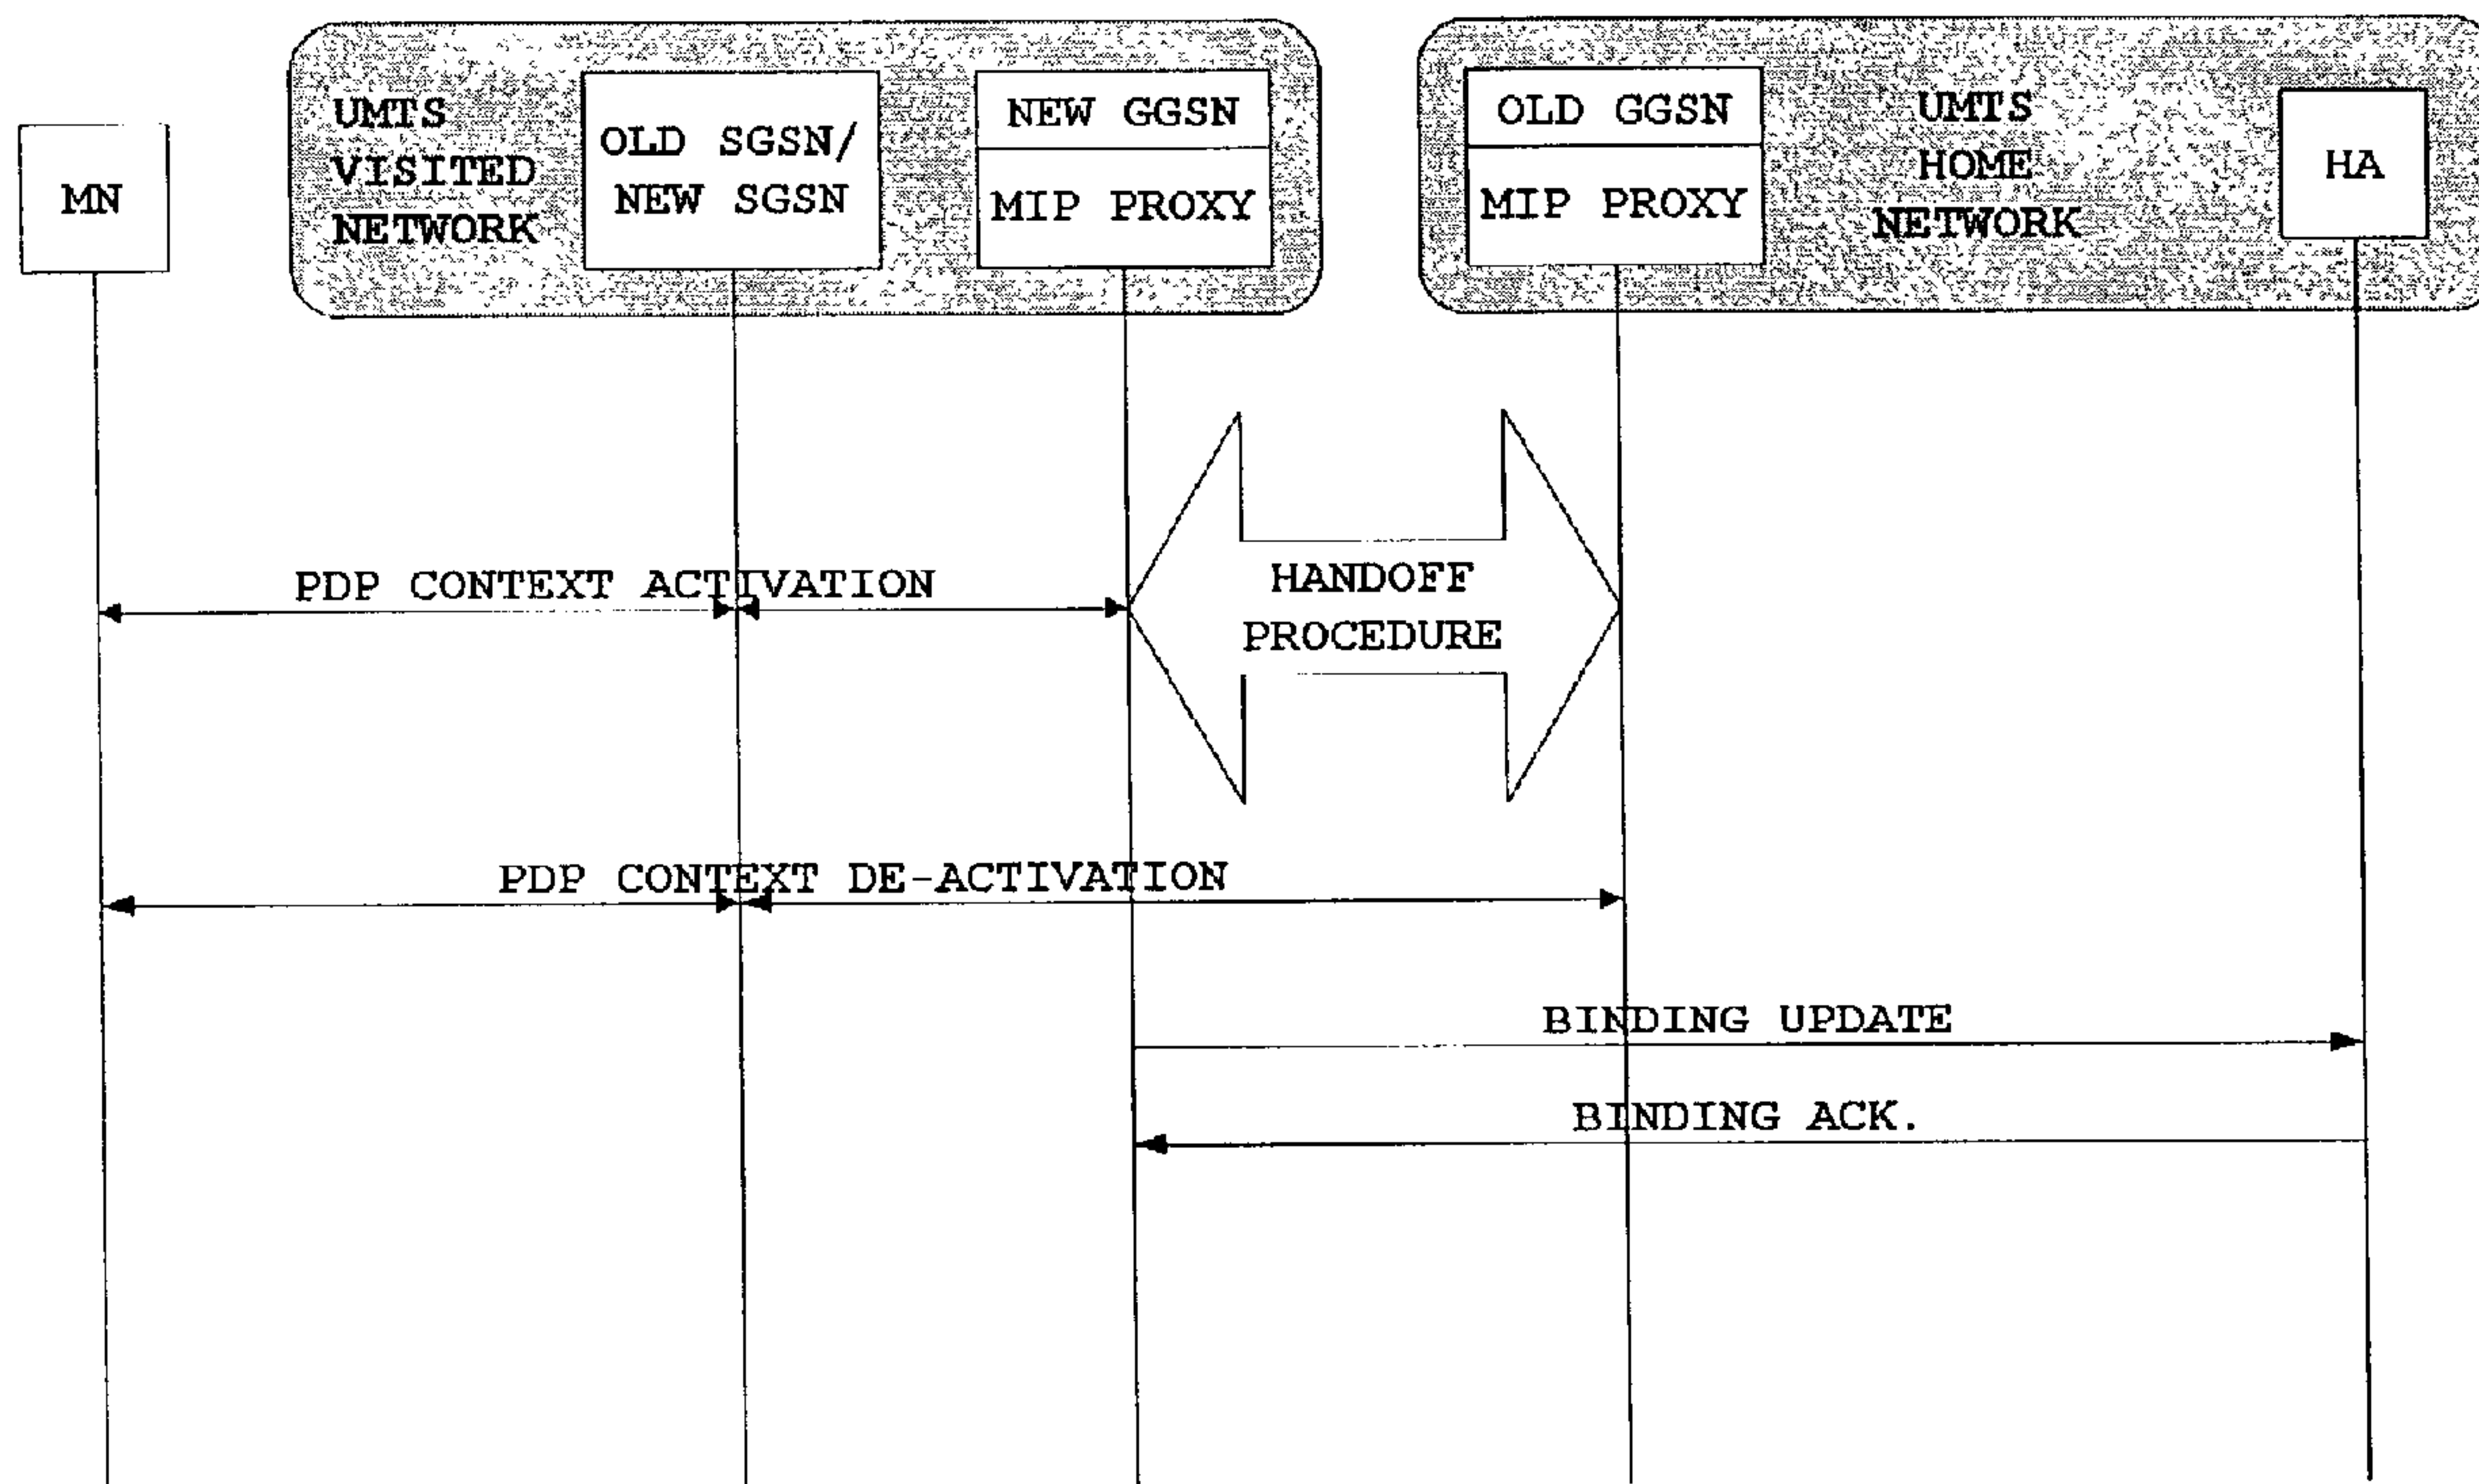 MN
UMTS
VISITED
NETWORK
OLD SGSN/
NEW SGSN
NEW GGSN
MIP PROXY
OLD GGSN
MIP PROXY
UMTS
HOME
NETWORK
HA
PDP CONTEXT ACTIVATION
HANDOFF
PROCEDURE
PDP CONTEXT DE-ACTIVATION
BINDING UPDATE
BINDING ACK.